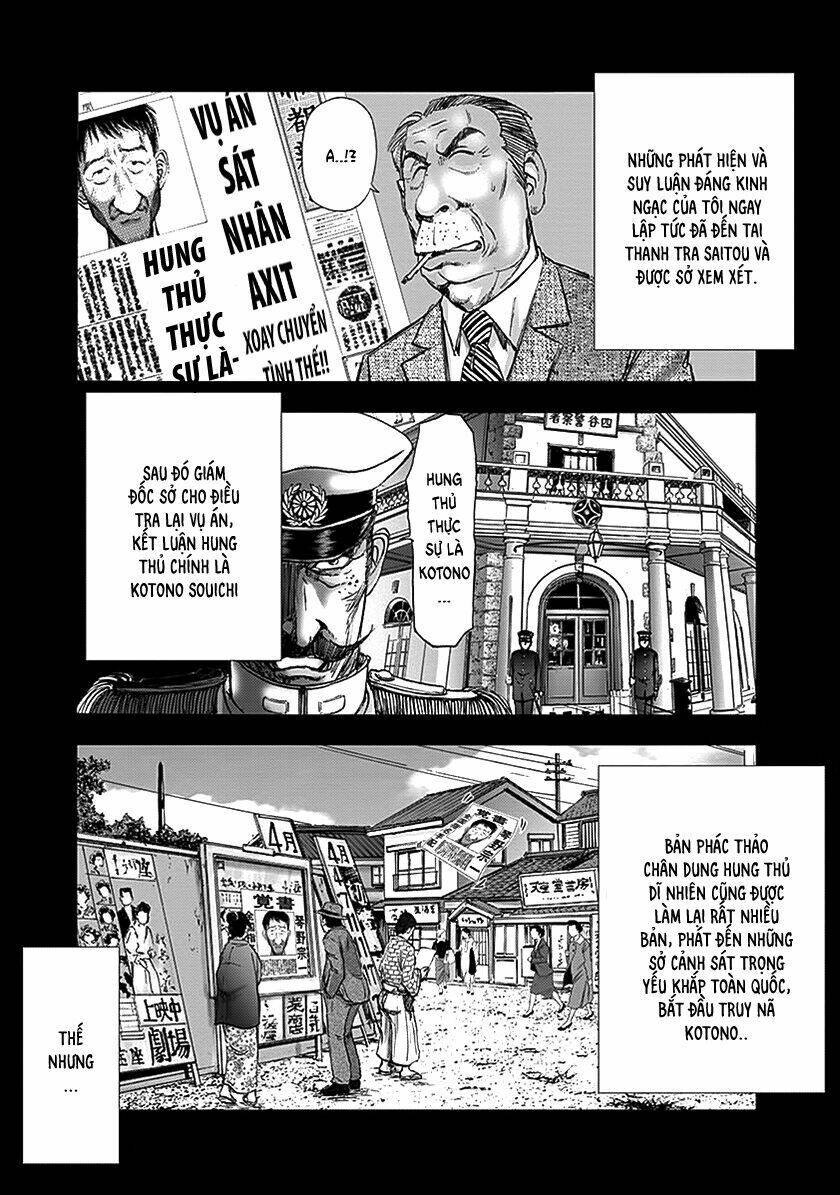 NHỮNG PHÁT HIỆN VÀ
SUY LUẬN ĐÁNG KINH
NGẠC CỦA TÔI NGAY
LẬP TỨC ĐÃ ĐẾN TAI
THANH TRA SAITOU VÀ
ĐƯỢC SỞ XEM XÉT.
A..!?
VỤ ÁN
SÁT
NHÂN
AXIT
XOAY CHUYỂN
TÌNH THẾ!!
HUNG
THỦ
THỰC
SỰ LÀ-
四谷警察署
HUNG
THỦ
THỰC
SỰ LÀ
KOTONO
...
SAU ĐÓ GIÁM
ĐỐC SỞ CHO ĐIỀU
TRA LẠI VỤ ÁN,
KẾT LUẬN HUNG
THỦ CHÍNH LÀ
KOTONO SOUICHI
BẢN PHÁC THẢO
CHÂN DUNG HUNG THỦ
DĨ NHIÊN CŨNG ĐƯỢC
LÀM LẠI RẤT NHIỀU
BẢN, PHÁT ĐẾN NHỮNG
SỞ CẢNH SÁT TRỌNG
YẾU KHẮP TOÀN QUỐC,
BẮT ĐẦU TRUY NÃ
KOTONO..
4月
4月
覚書
琴野宗一
上映中
劇場
THẾ
NHƯNG
...